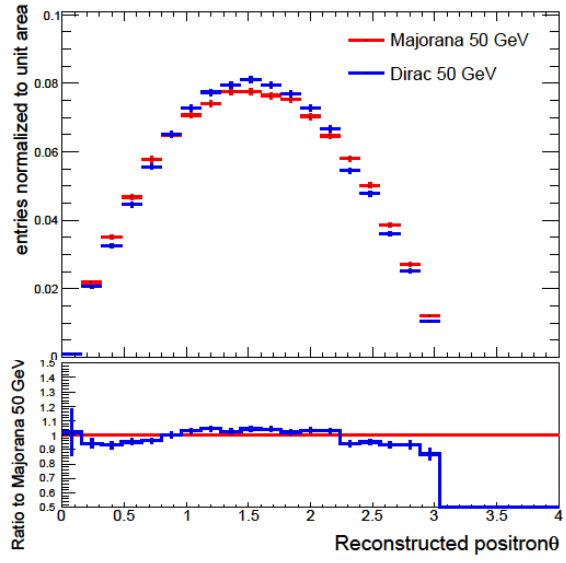 entries normalized to unit area
0.1
0.08
0.06
0.04
0.02
0
Majorana 50 GeV
Dirac 50 GeV
Ratio to Majorana 50 GeV
1.5
1.4
1.3
1.2
1.1
1
0.9
0.8
0.7
0.6
0.5
0 0.5 1 1.5 2 2.5 3 3.5 4
Reconstructed positronθ